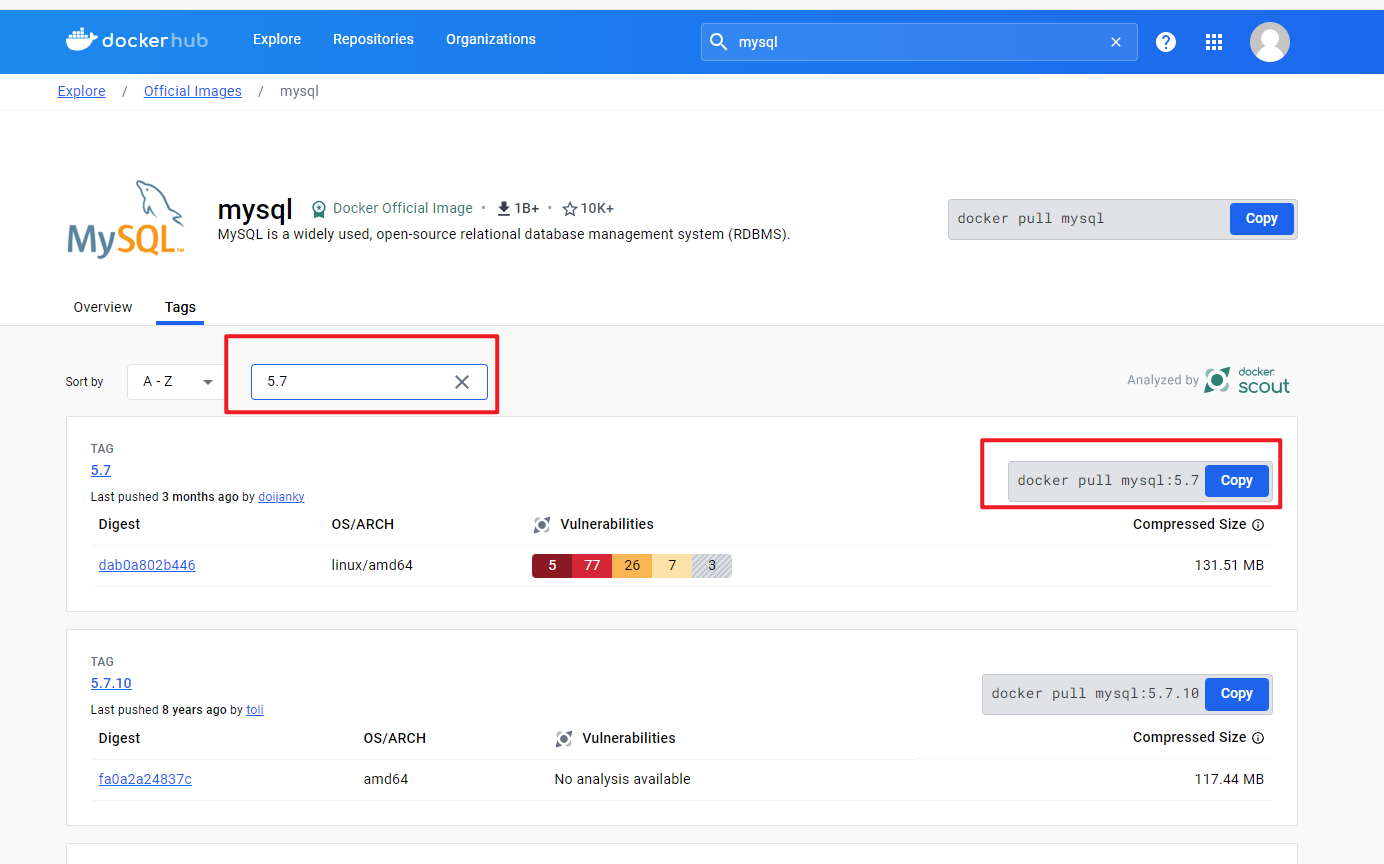 dockerhub Explore Repositories Organizations mysql
Explore / Official Images / mysql
MySQL™
mysql Docker Official Image • 1B+ • 10K+
MySQL is a widely used, open-source relational database management system (RDBMS).
docker pull mysql Copy
Overview Tags
Sort by A - Z 5.7 Analyzed by docker scout
TAG
5.7
docker pull mysql:5.7 Copy
Last pushed 3 months ago by doijanky
Digest OS/ARCH Vulnerabilities Compressed Size
dab0a802b446 linux/amd64 5 77 26 7 3 131.51 MB
TAG
5.7.10
docker pull mysql:5.7.10 Copy
Last pushed 8 years ago by toli
Digest OS/ARCH Vulnerabilities Compressed Size
fa0a2a24837c amd64 No analysis available 117.44 MB